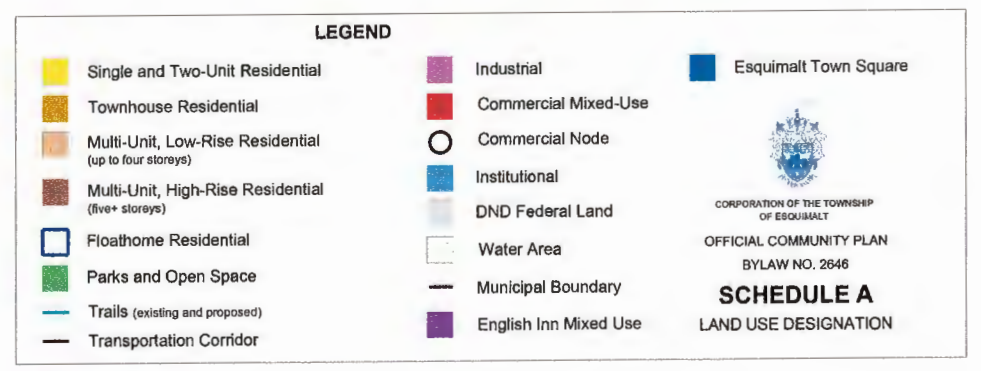 LEGEND
Single and Two-Unit Residential
Townhouse Residential
Multi-Unit, Low-Rise Residential
(up to four storeys)
Multi-Unit, High-Rise Residential
(five+ storeys)
Floathome Residential
Parks and Open Space
Trails (existing and proposed)
Transportation Corridor
Industrial
Commercial Mixed-Use
Commercial Node
Institutional
DND Federal Land
Water Area
Municipal Boundary
English Inn Mixed Use
Esquimalt Town Square
CORPORATION OF THE TOWNSHIP
OF ESQUIMALT
OFFICIAL COMMUNITY PLAN
BYLAW NO. 2646
SCHEDULE A
LAND USE DESIGNATION